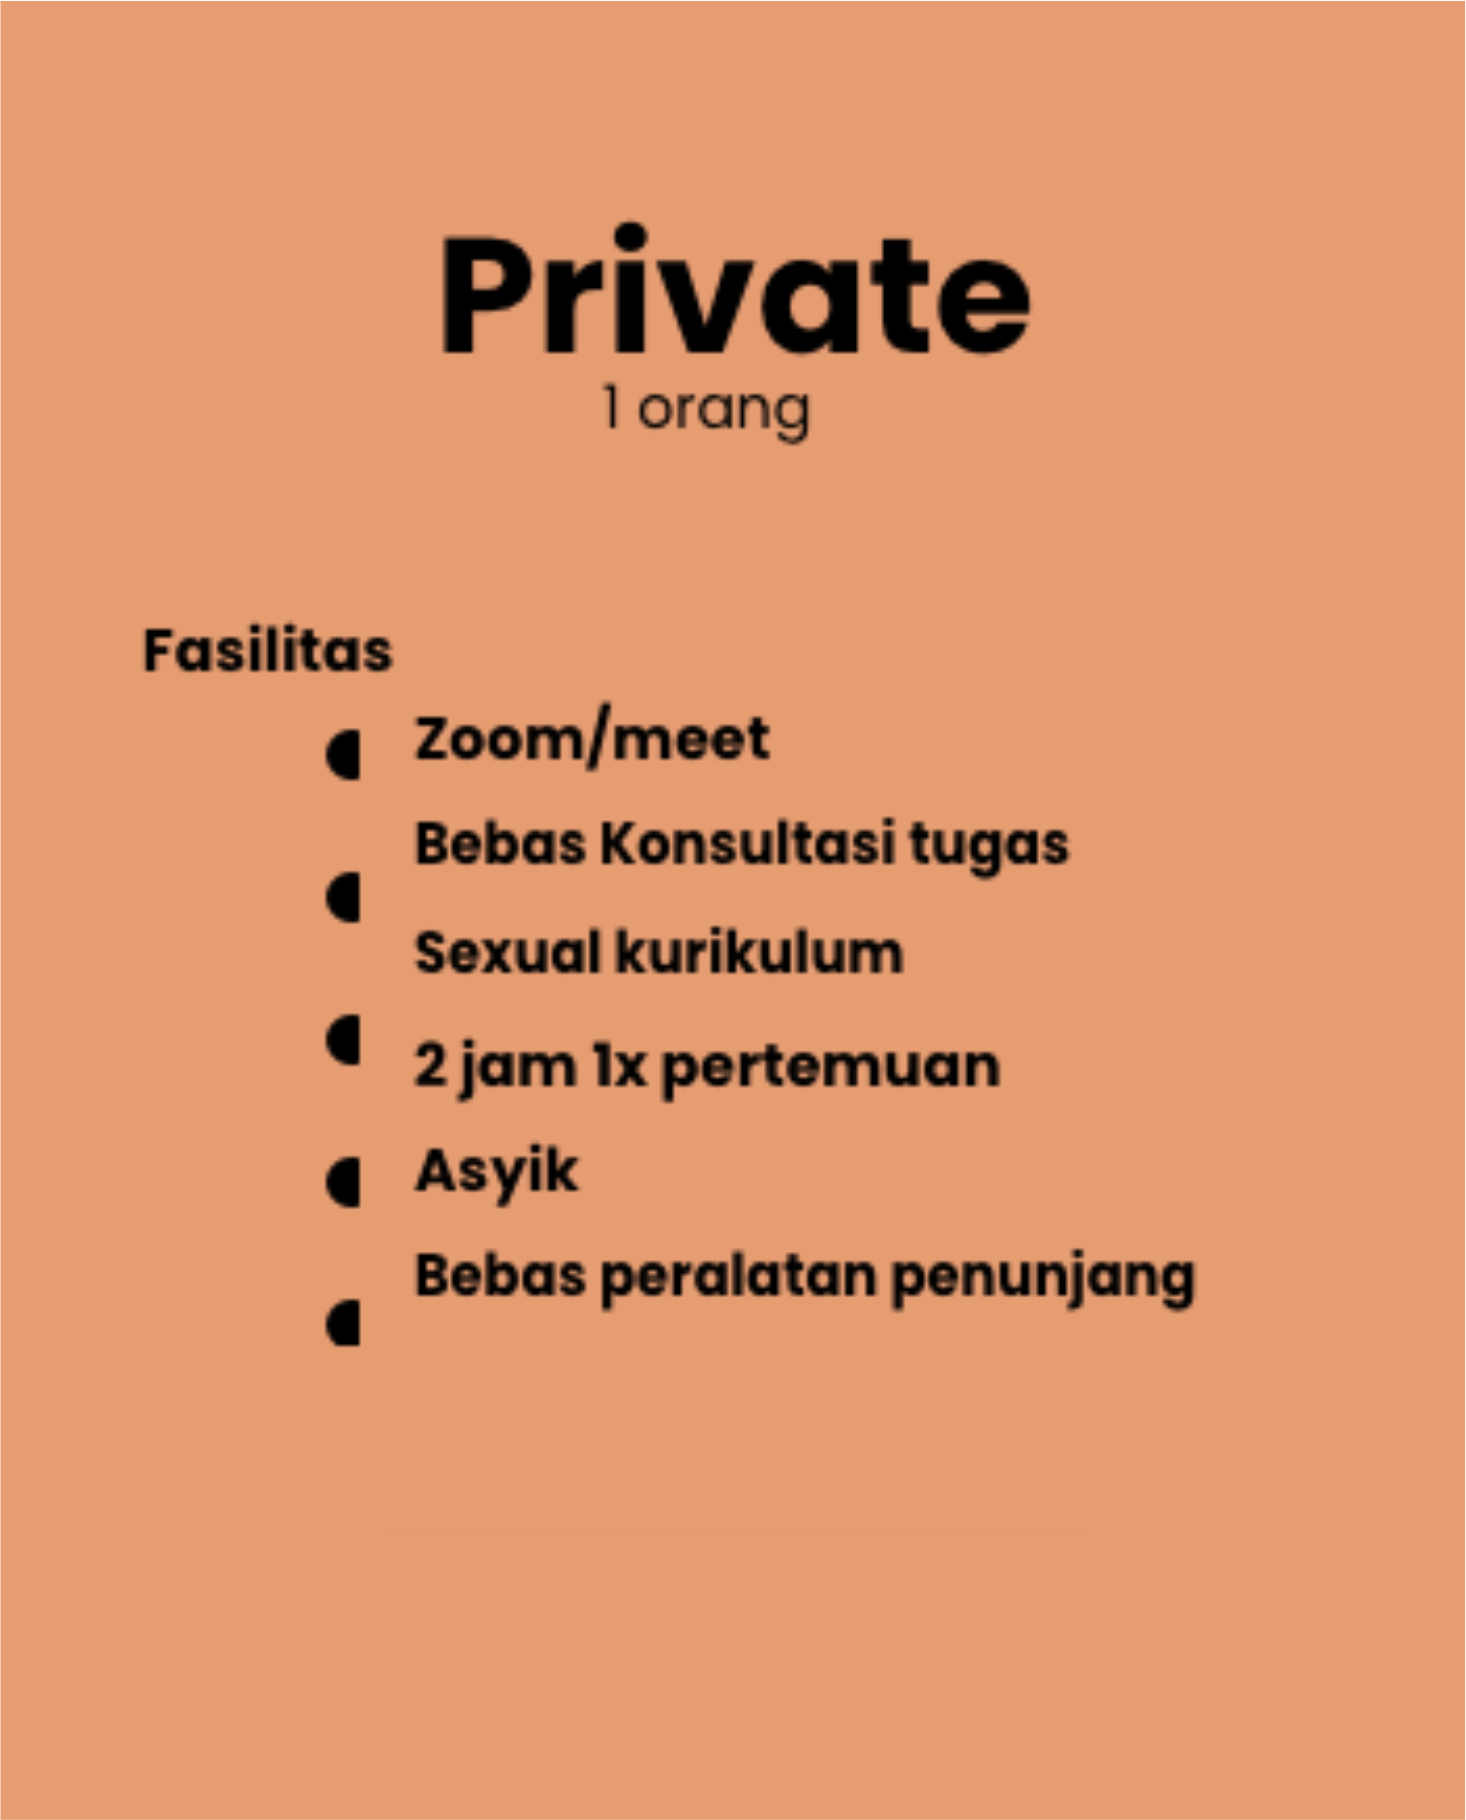 Private
1 orang
Fasilitas
Zoom/meet
Bebas Konsultasi tugas
Sexual kurikulum
2 jam 1x pertemuan
Asyik
Bebas peralatan penunjang